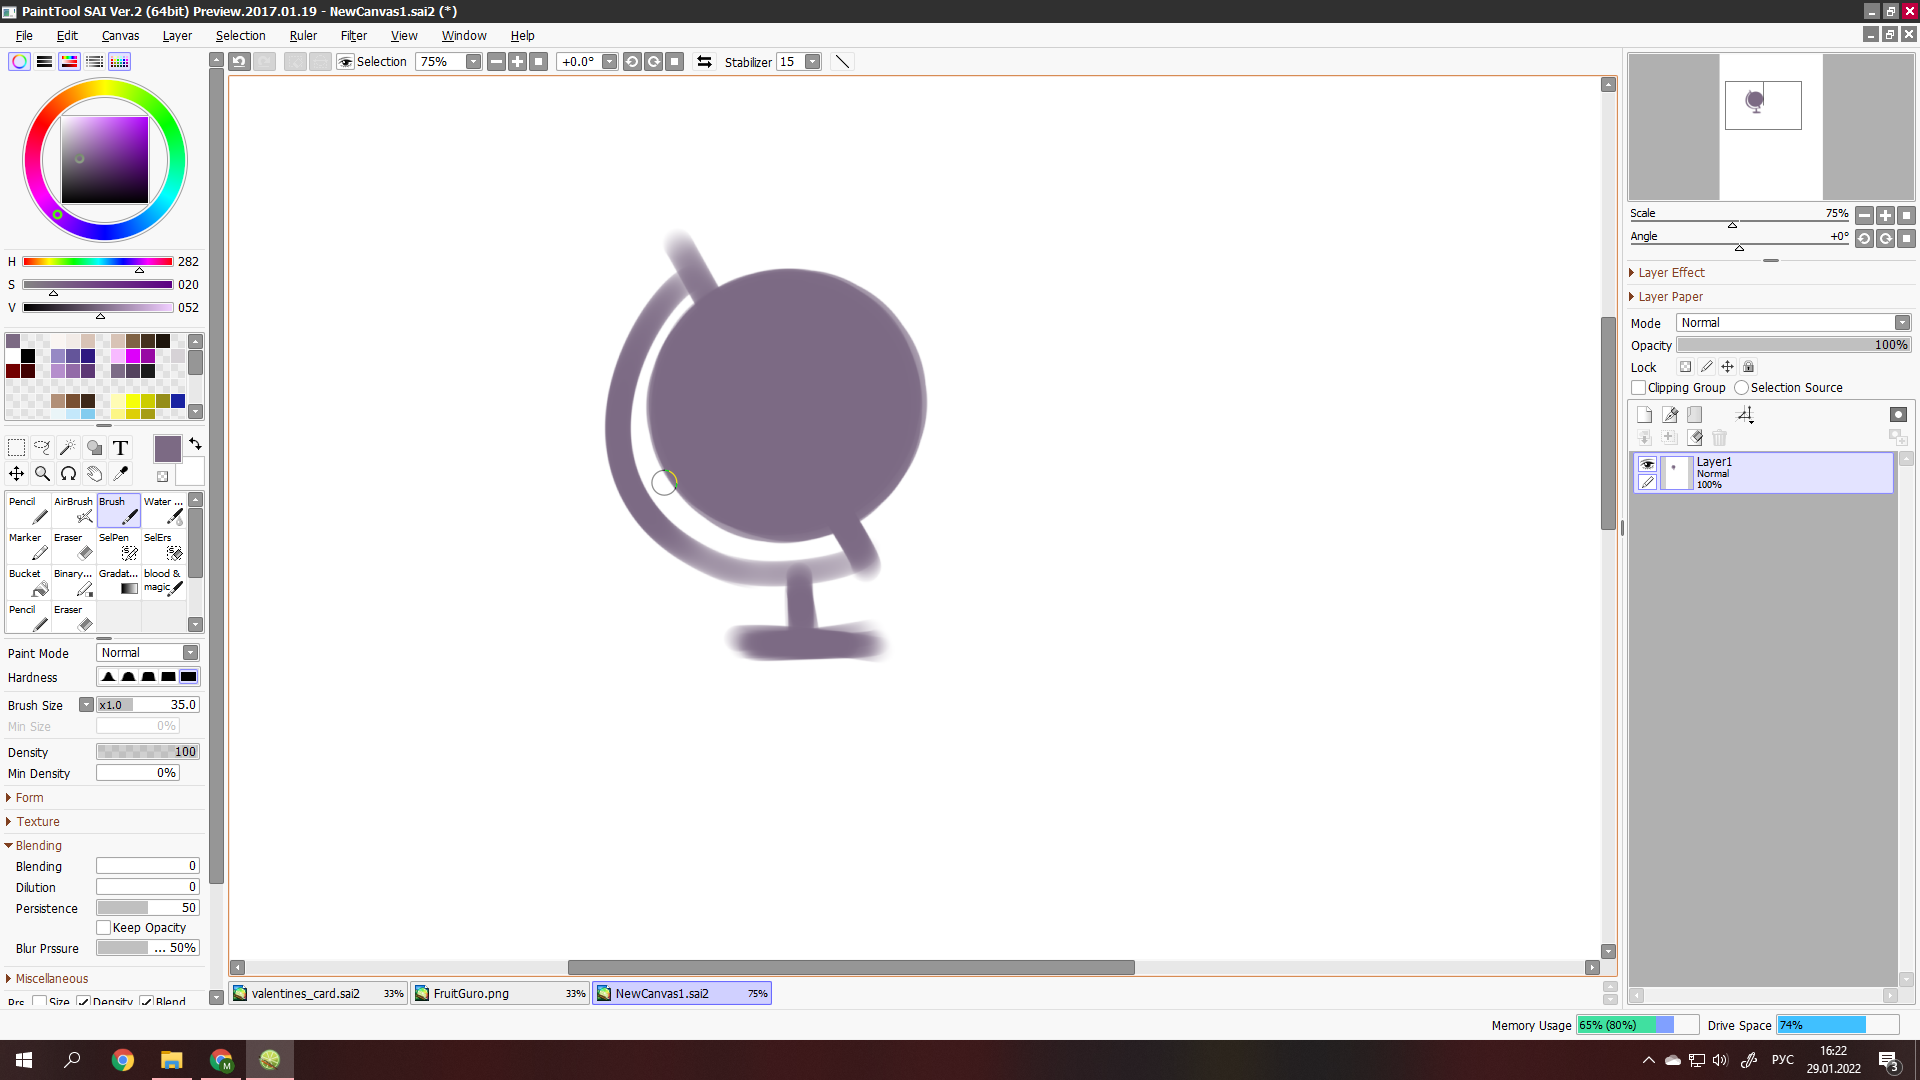 PaintTool SAI Ver.2 (64bit) Preview.2017.01.19 - NewCanvas1.sai2 (*)
File Edit Canvas Layer Selection Ruler Filter View Window Help
Selection 75% +0.0° Stabilizer 15
H 282
S 020
V 052
T
Pencil AirBrush Brush Water ...
Marker Eraser SelPen SelErs
Bucket Binary... Gradat... blood & magic
Pencil Eraser
Paint Mode Normal
Hardness
Brush Size x1.0 35.0
Min Size 0%
Density 100
Min Density 0%
Form
Texture
Blending
Blending 0
Dilution 0
Persistence 50
Keep Opacity
Blur Prssure ... 50%
Miscellaneous
Prs Size Density Blend
valentines_card.sai2 33% FruitGuro.png 33% NewCanvas1.sai2 75%
Scale 75%
Angle +0°
Layer Effect
Layer Paper
Mode Normal
Opacity 100%
Lock
Clipping Group Selection Source
Layer1
Normal
100%
Memory Usage 65% (80%) Drive Space 74%
M
РУС
16:22
29.01.2022
3